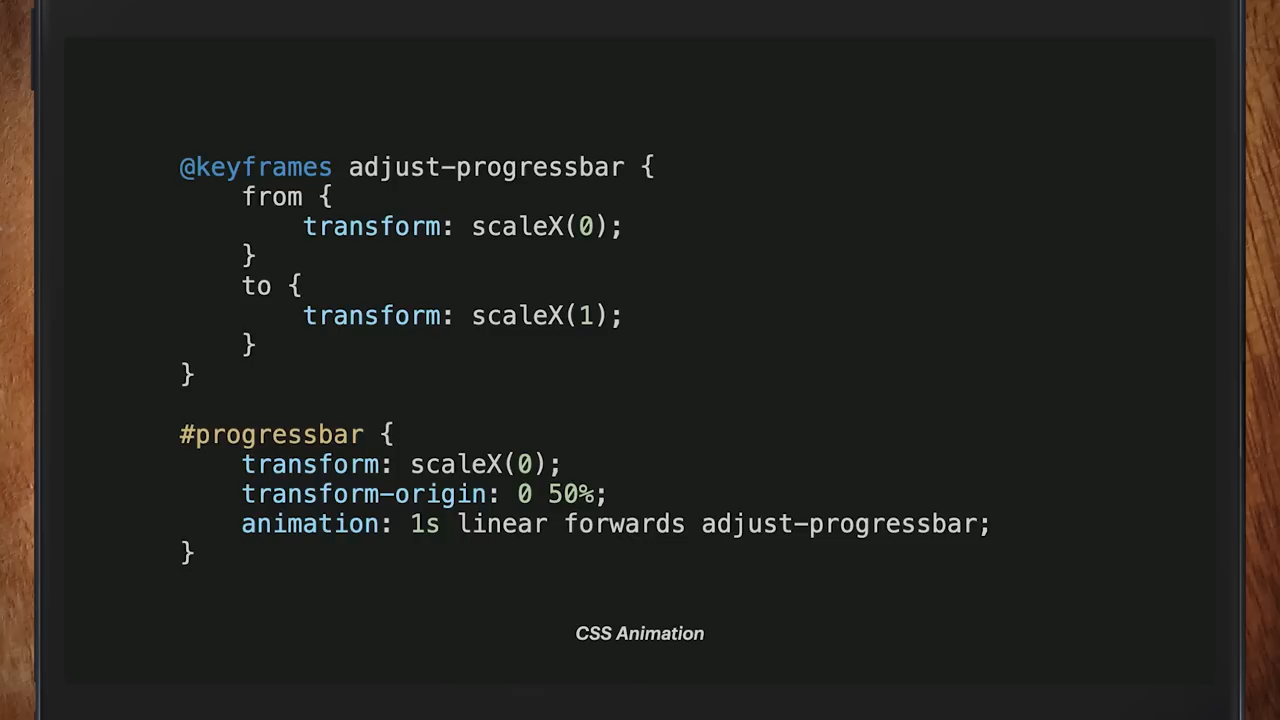 @keyframes adjust-progressbar {
    from {
        transform: scaleX(0);
    }
    to {
        transform: scaleX(1);
    }
}

#progressbar {
    transform: scaleX(0);
    transform-origin: 0 50%;
    animation: 1s linear forwards adjust-progressbar;
}
CSS Animation